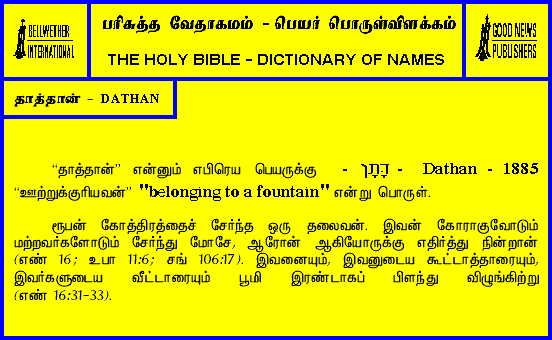 BELLWETHER
INTERNATIONAL
பரிசுத்த வேதாகமம் - பெயர் பொருள்விளக்கம்
THE HOLY BIBLE - DICTIONARY OF NAMES
GOOD NEWS
PUBLISHERS
தாத்தான் - DATHAN
“தாத்தான்” என்னும் எபிரெய பெயருக்கு - דָּתָן - Dathan - 1885
“ஊற்றுக்குரியவன்” "belonging to a fountain" என்று பொருள்.
ரூபன் கோத்திரத்தைச் சேர்ந்த ஒரு தலைவன். இவன் கோராகுவோடும்
மற்றவர்களோடும் சேர்ந்து மோசே, ஆரோன் ஆகியோருக்கு எதிர்த்து நின்றான்
(எண் 16; உபா 11:6; சங் 106:17). இவனையும், இவனுடைய கூட்டாத்தாரையும்,
இவர்களுடைய வீட்டாரையும் பூமி இரண்டாகப் பிளந்து விழுங்கிற்று
(எண் 16:31-33).